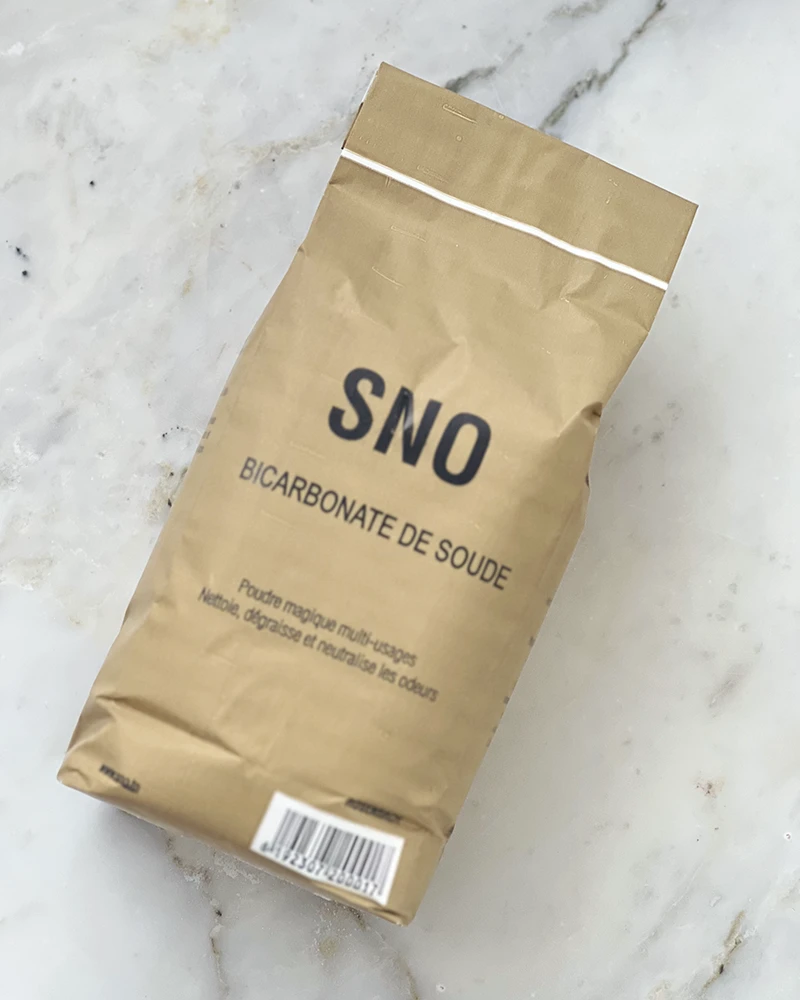 SNO
BICARBONATE DE SOUDE
Poudre magique multi-usages
Nettoie, dégraisse et neutralise les odeurs